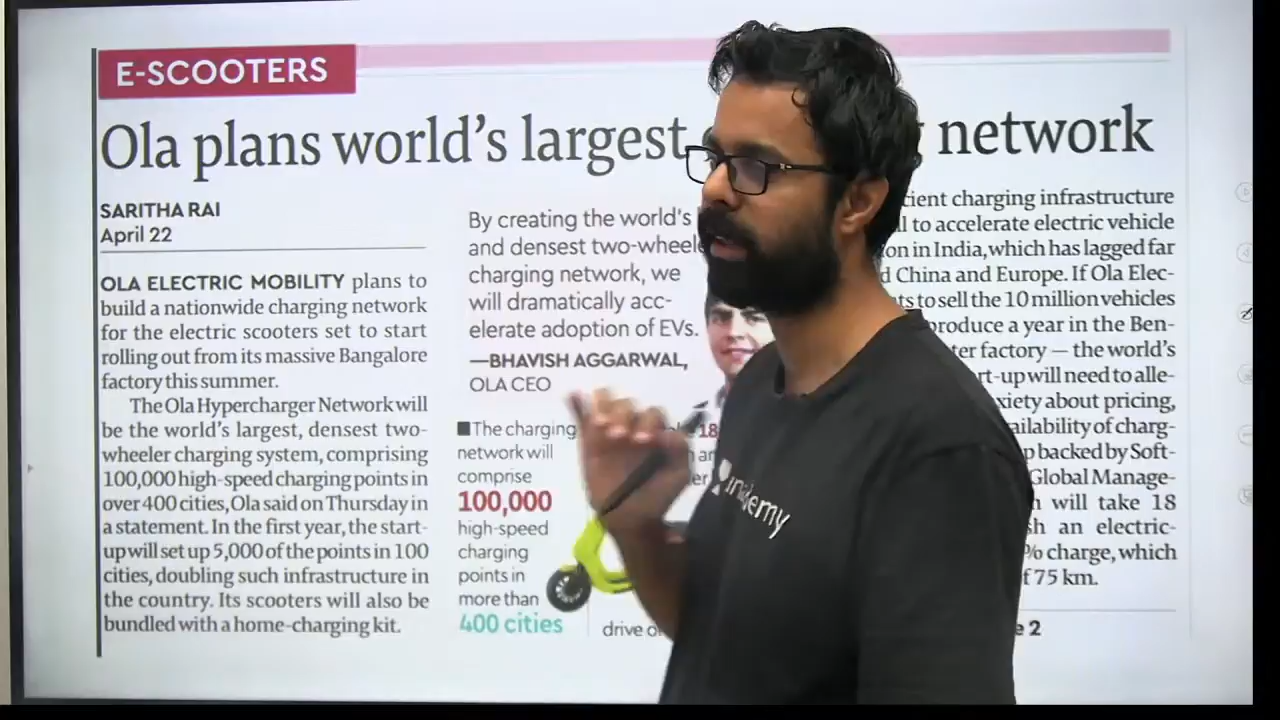 E-SCOOTERS
Ola plans world's largest network
SARITHA RAI
April 22
OLA ELECTRIC MOBILITY plans to
build a nationwide charging network
for the electric scooters set to start
rolling out from its massive Bangalore
factory this summer.
The Ola Hypercharger Network will
be the world's largest, densest two-
wheeler charging system, comprising
100,000 high-speed charging points in
over 400 cities, Ola said on Thursday in
a statement. In the first year, the start-
up will set up 5,000 of the points in 100
cities, doubling such infrastructure in
the country. Its scooters will also be
bundled with a home-charging kit.
By creating the world's
and densest two-wheele
charging network, we
will dramatically acc-
elerate adoption of EVs.
—BHAVISH AGGARWAL,
OLA CEO
■The charging
network will
comprise
100,000
high-speed
charging
points in
more than
400 cities
18
drive o
charging infrastructure
to accelerate electric vehicle
in India, which has lagged far
China and Europe. If Ola Elec-
to sell the 10 million vehicles
produce a year in the Ben-
factory — the world's
up will need to alle-
about pricing,
of charg-
backed by Soft-
Global Manage-
will take 18
an electric-
% charge, which
75 km.
2